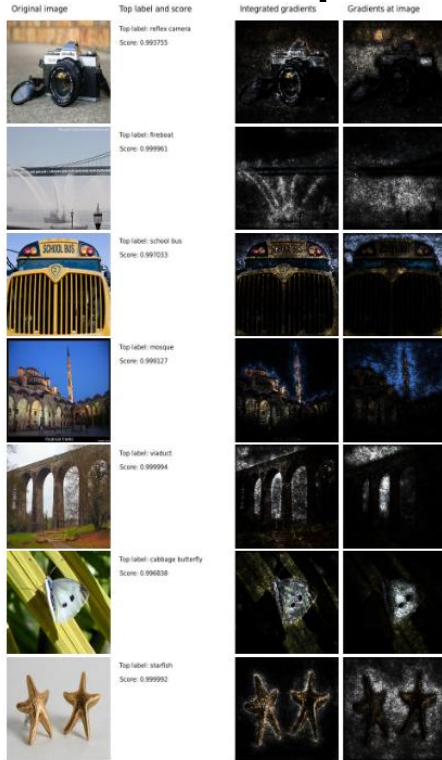 Original image Top label and score Integrated gradients Gradients at image
Top label: reflex camera
Score: 0.993755
Top label: fireboat
Score: 0.999961
SCHOOL BUS
Top label: school bus
Score: 0.997033
Top label: mosque
Score: 0.999127
Top label: viaduct
Score: 0.999994
Top label: cabbage butterfly
Score: 0.996838
Top label: starfish
Score: 0.999992